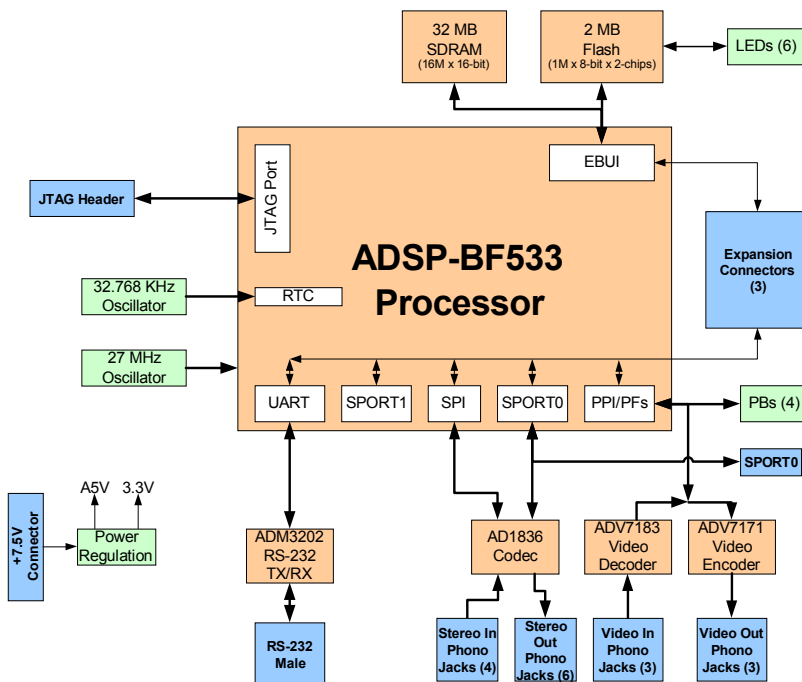 32 MB
SDRAM
(16M x 16-bit)
2 MB
Flash
(1M x 8-bit x 2-chips)
LEDs (6)
EBUI
JTAG Port
JTAG Header
ADSP-BF533
Processor
Expansion
Connectors
(3)
32.768 KHz
Oscillator
RTC
27 MHz
Oscillator
UART
SPORT1
SPI
SPORT0
PPI/PFs
PBs (4)
SPORT0
A5V
3.3V
+7.5V
Connector
Power
Regulation
ADM3202
RS-232
TX/RX
AD1836
Codec
ADV7183
Video
Decoder
ADV7171
Video
Encoder
RS-232
Male
Stereo In
Phono
Jacks (4)
Stereo
Out
Phono
Jacks (6)
Video In
Phono
Jacks (3)
Video Out
Phono
Jacks (3)